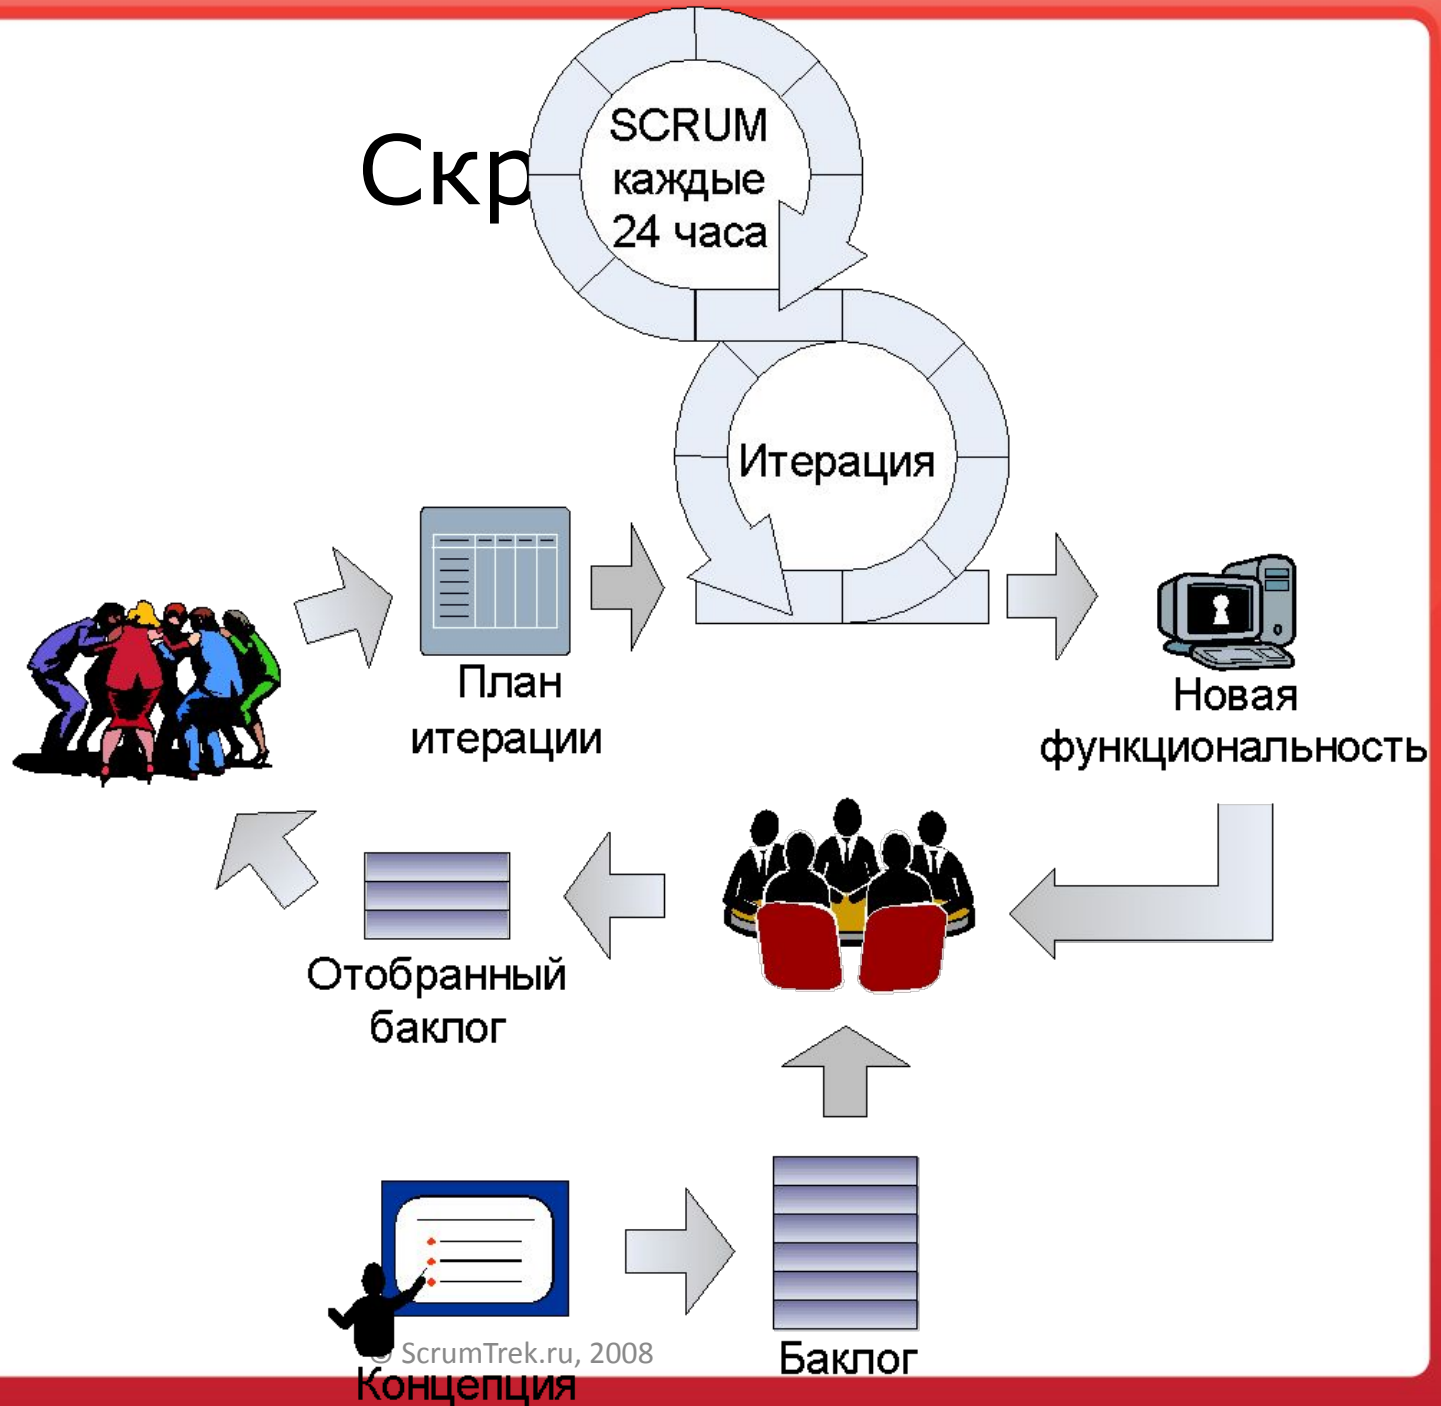 SCRUM
каждые
24 часа
Скр
Итерация
План
итерации
Новая
функциональность
Отобранный
баклог
Баклог
ScrumTrek.ru, 2008
Концепция